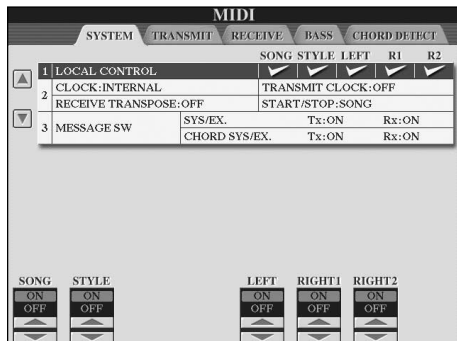 MIDI
SYSTEM TRANSMIT RECEIVE BASS CHORD DETECT
SONG STYLE LEFT R1 R2
1 LOCAL CONTROL
2 CLOCK:INTERNAL TRANSMIT CLOCK:OFF
RECEIVE TRANSPOSE:OFF START/STOP:SONG
3 MESSAGE SW SYS/EX. Tx:ON Rx:ON
CHORD SYS/EX. Tx:ON Rx:ON
SONG STYLE LEFT RIGHT1 RIGHT2
ON ON ON ON ON
OFF OFF OFF OFF OFF